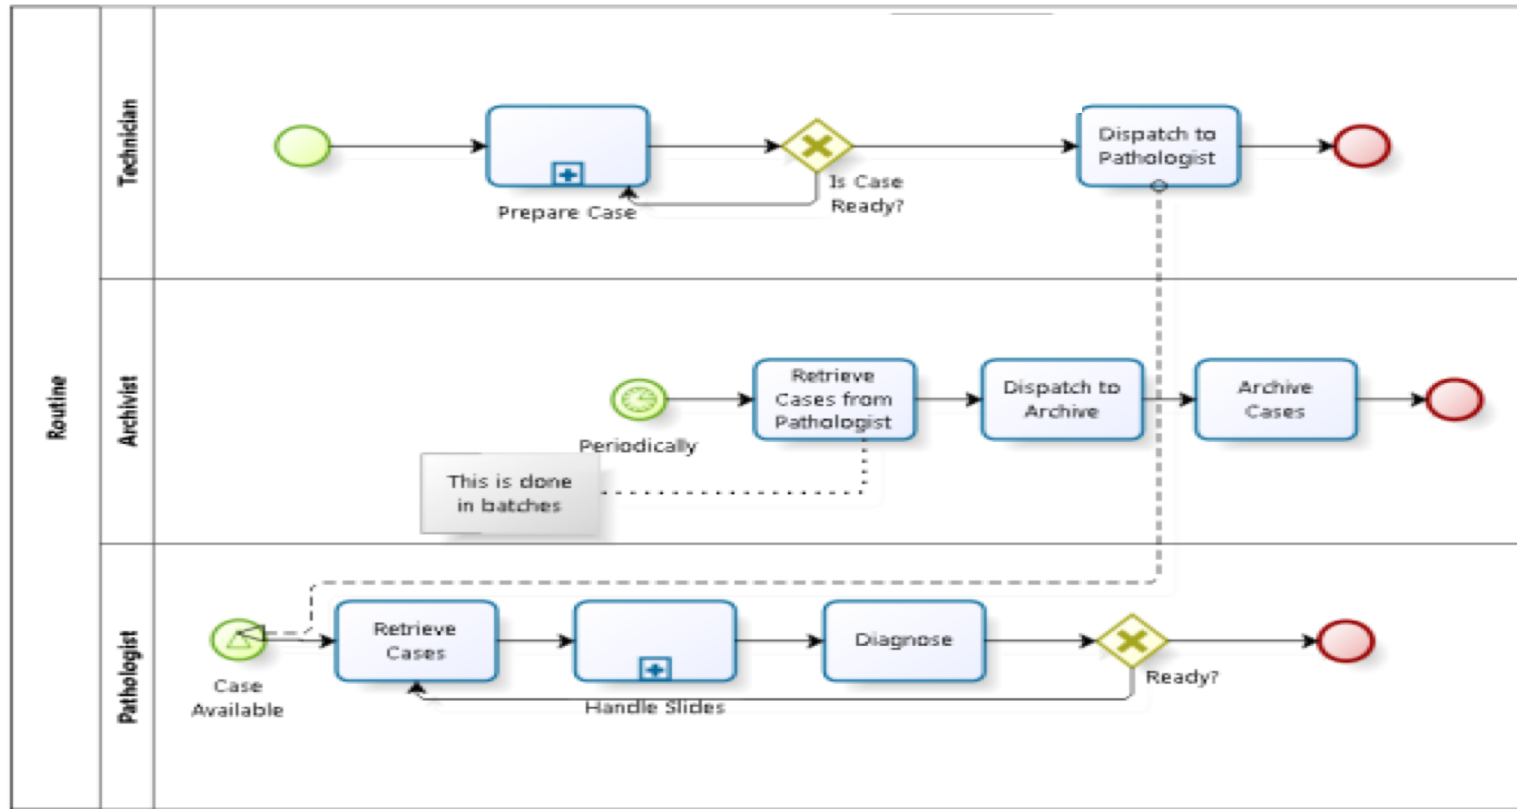 Routine
Technician
Prepare Case
Is Case
Ready?
Dispatch to
Pathologist
Archivist
Periodically
Retrieve
Cases from
Pathologist
Dispatch to
Archive
Archive
Cases
This is done
in batches
Pathologist
Case
Available
Retrieve
Cases
Handle Slides
Diagnose
Ready?